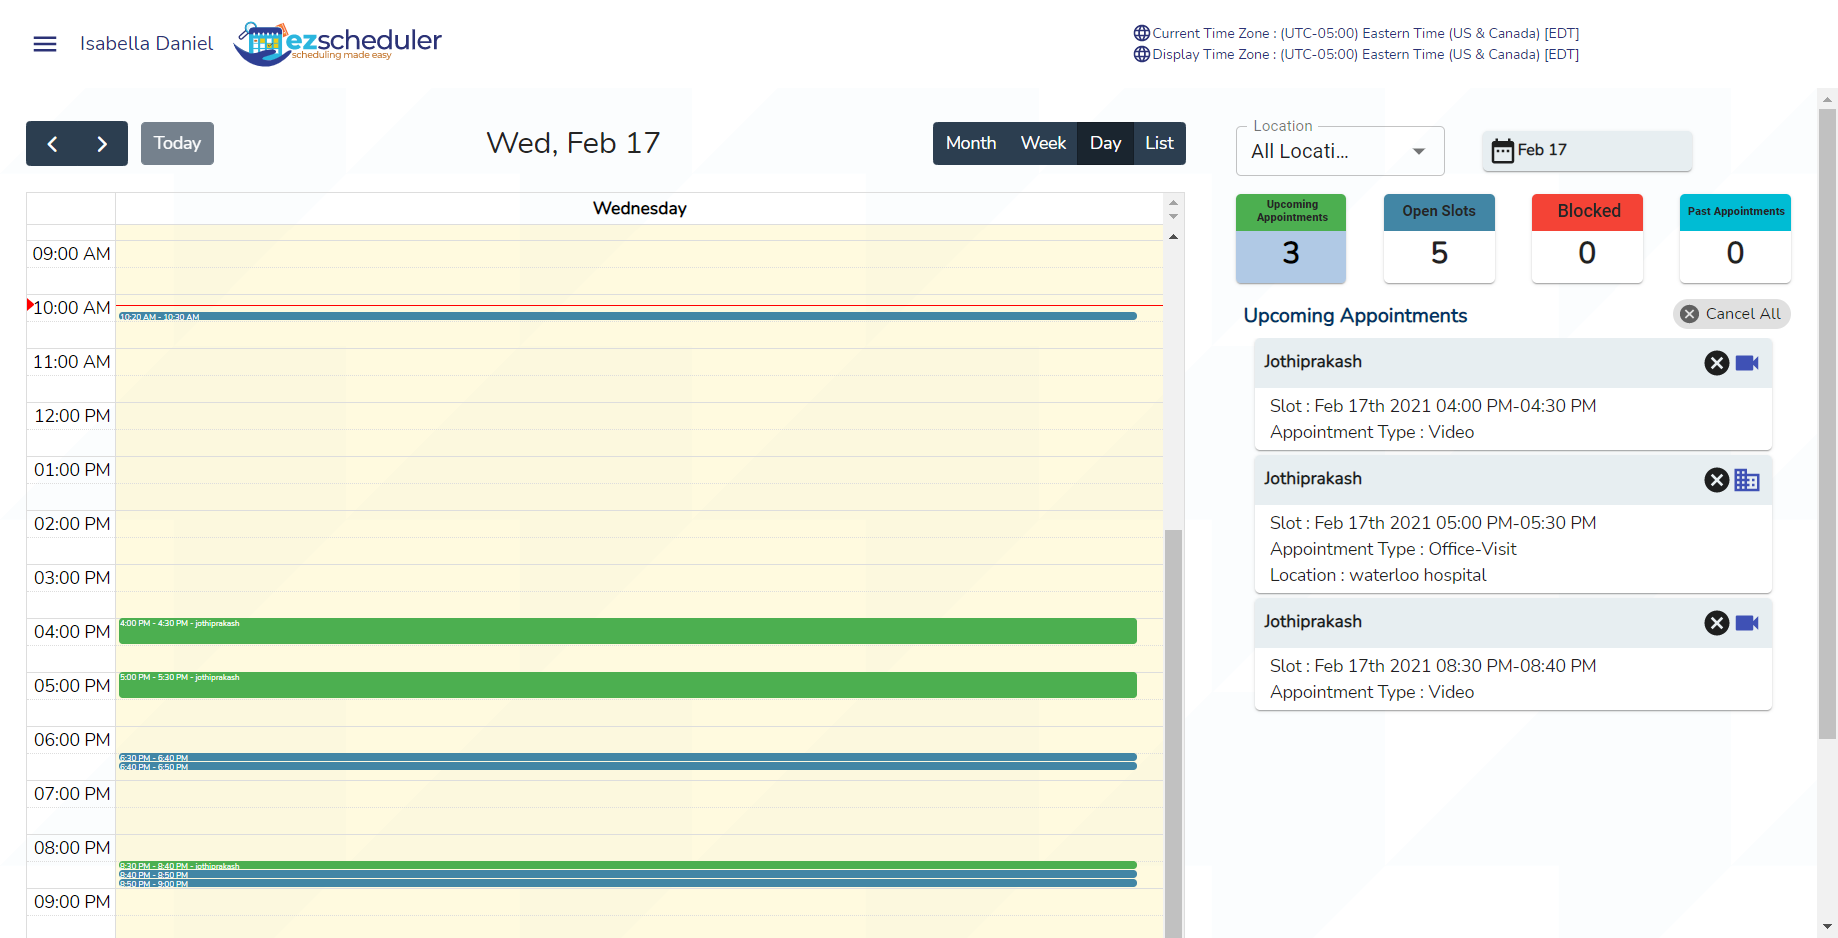 Isabella Daniel
ezscheduler
scheduling made easy
Current Time Zone : (UTC-05:00) Eastern Time (US & Canada) [EDT]
Display Time Zone : (UTC-05:00) Eastern Time (US & Canada) [EDT]
Today
Wed, Feb 17
Month Week Day List
Wednesday
09:00 AM
10:00 AM
10:20 AM - 10:30 AM
11:00 AM
12:00 PM
01:00 PM
02:00 PM
03:00 PM
04:00 PM
4:00 PM - 4:30 PM - jothiprakash
05:00 PM
5:00 PM - 5:30 PM - jothiprakash
06:00 PM
6:30 PM - 6:40 PM
6:40 PM - 6:50 PM
07:00 PM
08:00 PM
8:30 PM - 8:40 PM - jothiprakash
8:40 PM - 8:50 PM
8:50 PM - 9:00 PM
09:00 PM
Location
All Locati...
Feb 17
Upcoming
Appointments
3
Open Slots
5
Blocked
0
Past Appointments
0
Upcoming Appointments
Cancel All
Jothiprakash
Slot : Feb 17th 2021 04:00 PM-04:30 PM
Appointment Type : Video
Jothiprakash
Slot : Feb 17th 2021 05:00 PM-05:30 PM
Appointment Type : Office-Visit
Location : waterloo hospital
Jothiprakash
Slot : Feb 17th 2021 08:30 PM-08:40 PM
Appointment Type : Video